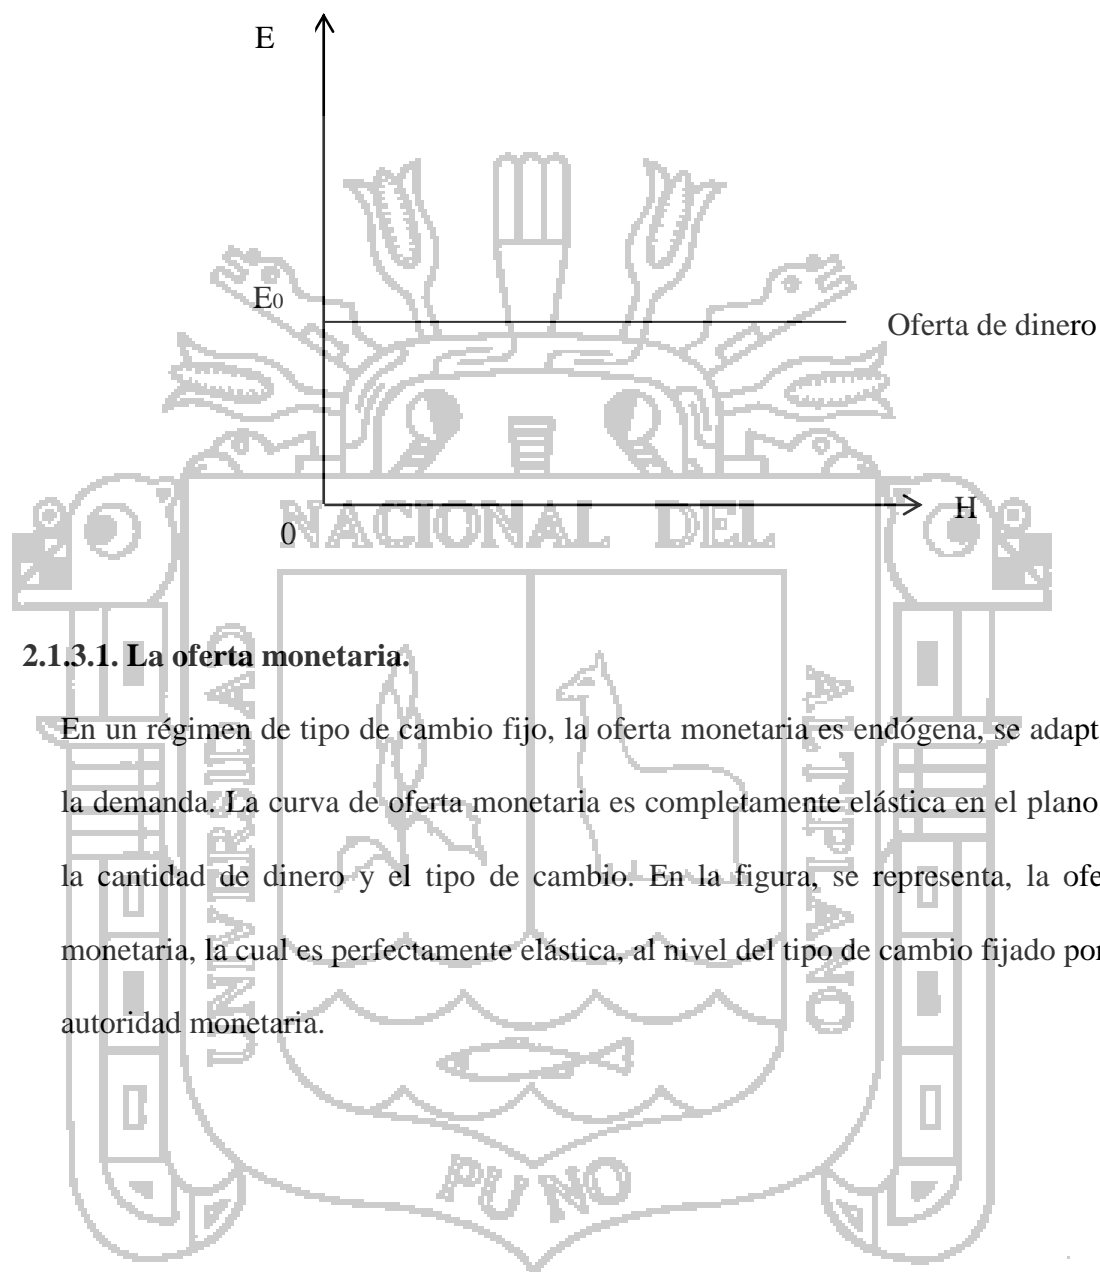 E
E0
Oferta de dinero
H
0
NACIONAL DEL
2.1.3.1. La oferta monetaria.
En un régimen de tipo de cambio fijo, la oferta monetaria es endógena, se adapt
la demanda. La curva de oferta monetaria es completamente elástica en el plano
la cantidad de dinero y el tipo de cambio. En la figura, se representa, la ofe
monetaria, la cual es perfectamente elástica, al nivel del tipo de cambio fijado por
autoridad monetaria.
UNIVERSIDAD
ALTIPLANO
PUNO